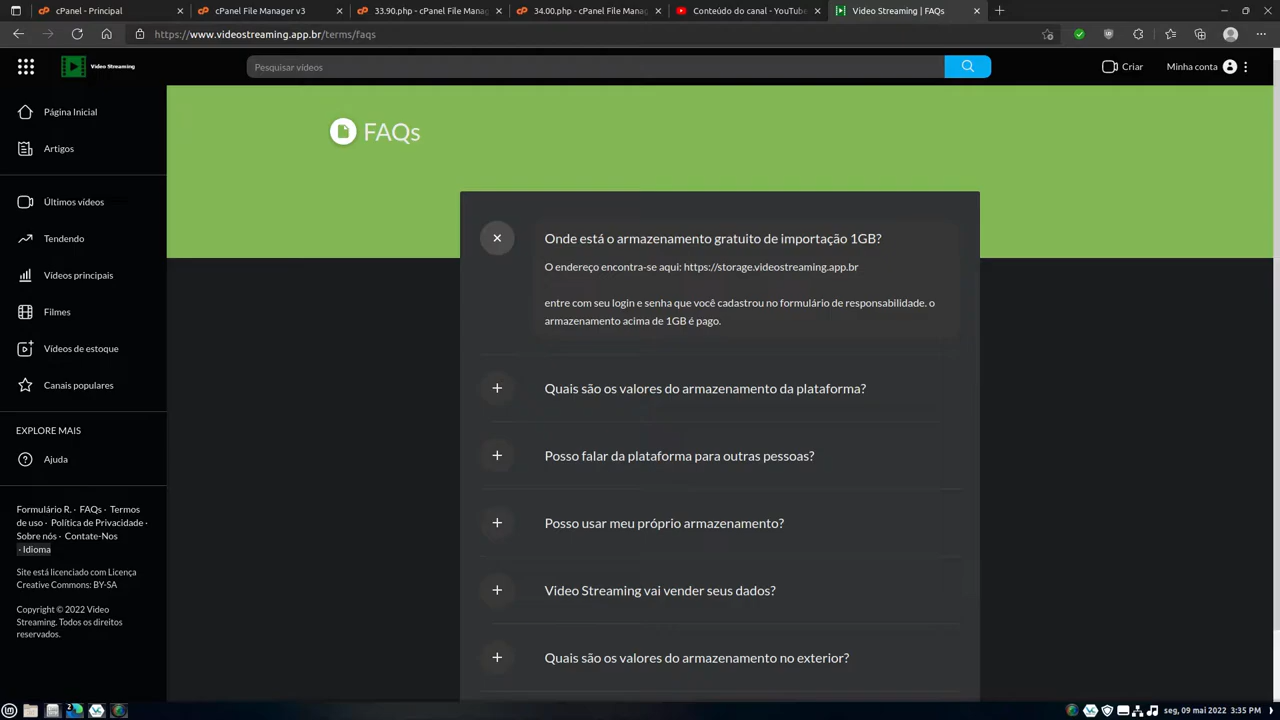 cPanel - Principal
cPanel File Manager v3
33.90.php - cPanel File Man
34.00.php - cPanel File Mana
Conteúdo do canal - YouTube
Video Streaming | FAQs
https://www.videostreaming.app.br/terms/faqs
Video Streaming
Pesquisar vídeos
Criar
Minha conta
Página Inicial
Artigos
Últimos vídeos
Tendendo
Vídeos principais
Filmes
Vídeos de estoque
Canais populares
EXPLORE MAIS
Ajuda
Formulário R. · FAQs · Termos
de uso · Política de Privacidade ·
Sobre nós · Contate-Nos
· Idioma
Site está licenciado com Licença
Creative Commons: BY-SA
Copyright © 2022 Video
Streaming. Todos os direitos
reservados.
FAQs
Onde está o armazenamento gratuito de importação 1GB?
O endereço encontra-se aqui: https://storage.videostreaming.app.br
entre com seu login e senha que você cadastrou no formulário de responsabilidade. o
armazenamento acima de 1GB é pago.
Quais são os valores do armazenamento da plataforma?
Posso falar da plataforma para outras pessoas?
Posso usar meu próprio armazenamento?
Video Streaming vai vender seus dados?
Quais são os valores do armazenamento no exterior?
seg, 09 mai 2022 3:35 PM